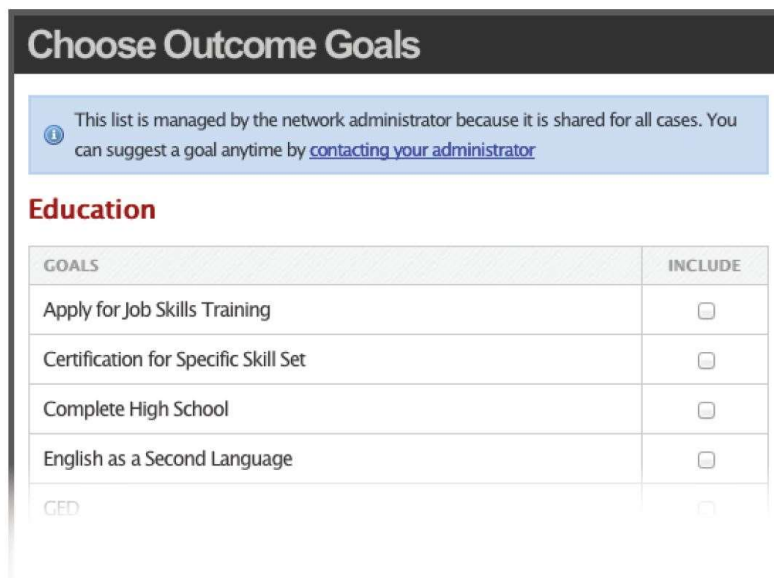 Choose Outcome Goals
This list is managed by the network administrator because it is shared for all cases. You
can suggest a goal anytime by contacting your administrator
Education
GOALS INCLUDE
Apply for Job Skills Training
Certification for Specific Skill Set
Complete High School
English as a Second Language
GED